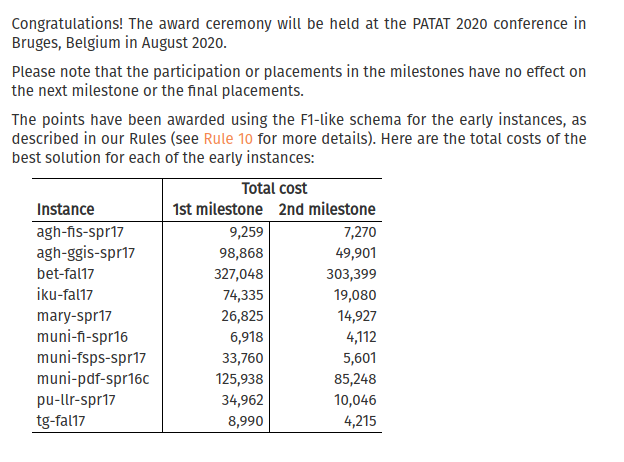 Congratulations! The award ceremony will be held at the PATAT 2020 conference in
Bruges, Belgium in August 2020.
Please note that the participation or placements in the milestones have no effect on
the next milestone or the final placements.
The points have been awarded using the F1-like schema for the early instances, as
described in our Rules (see Rule 10 for more details). Here are the total costs of the
best solution for each of the early instances:
Total cost
Instance 1st milestone 2nd milestone
agh-fis-spr17 9,259 7,270
agh-ggis-spr17 98,868 49,901
bet-fal17 327,048 303,399
iku-fal17 74,335 19,080
mary-spr17 26,825 14,927
muni-fi-spr16 6,918 4,112
muni-fsps-spr17 33,760 5,601
muni-pdf-spr16c 125,938 85,248
pu-llr-spr17 34,962 10,046
tg-fal17 8,990 4,215